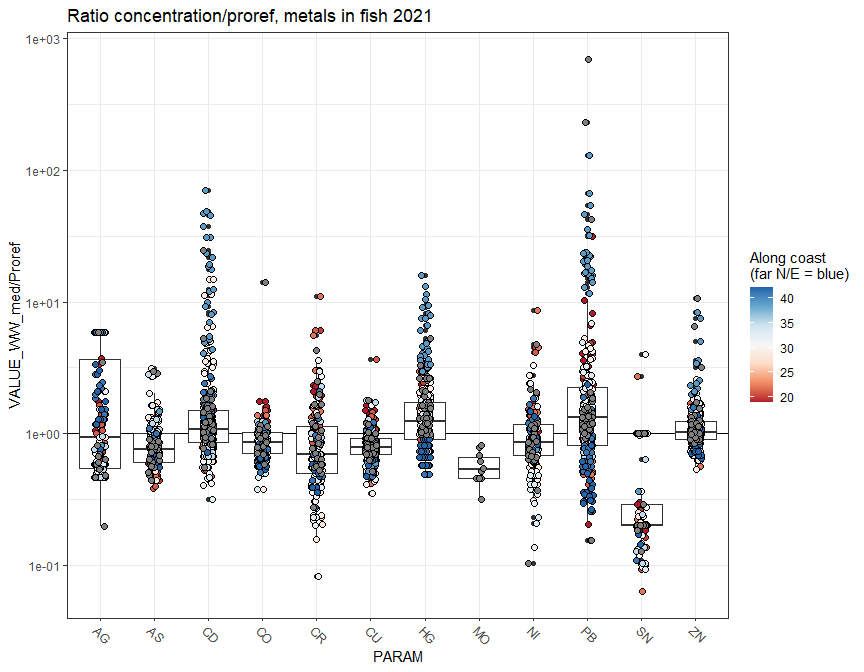 Ratio concentration/proref, metals in fish 2021
1e+03
1e+02
1e+01
1e+00
1e-01
VALUE_WW_med/Proref
AG
AS
CD
CO
CR
CU
HG
MO
NI
PB
SN
ZN
PARAM
Along coast
(far N/E = blue)
40
35
30
25
20